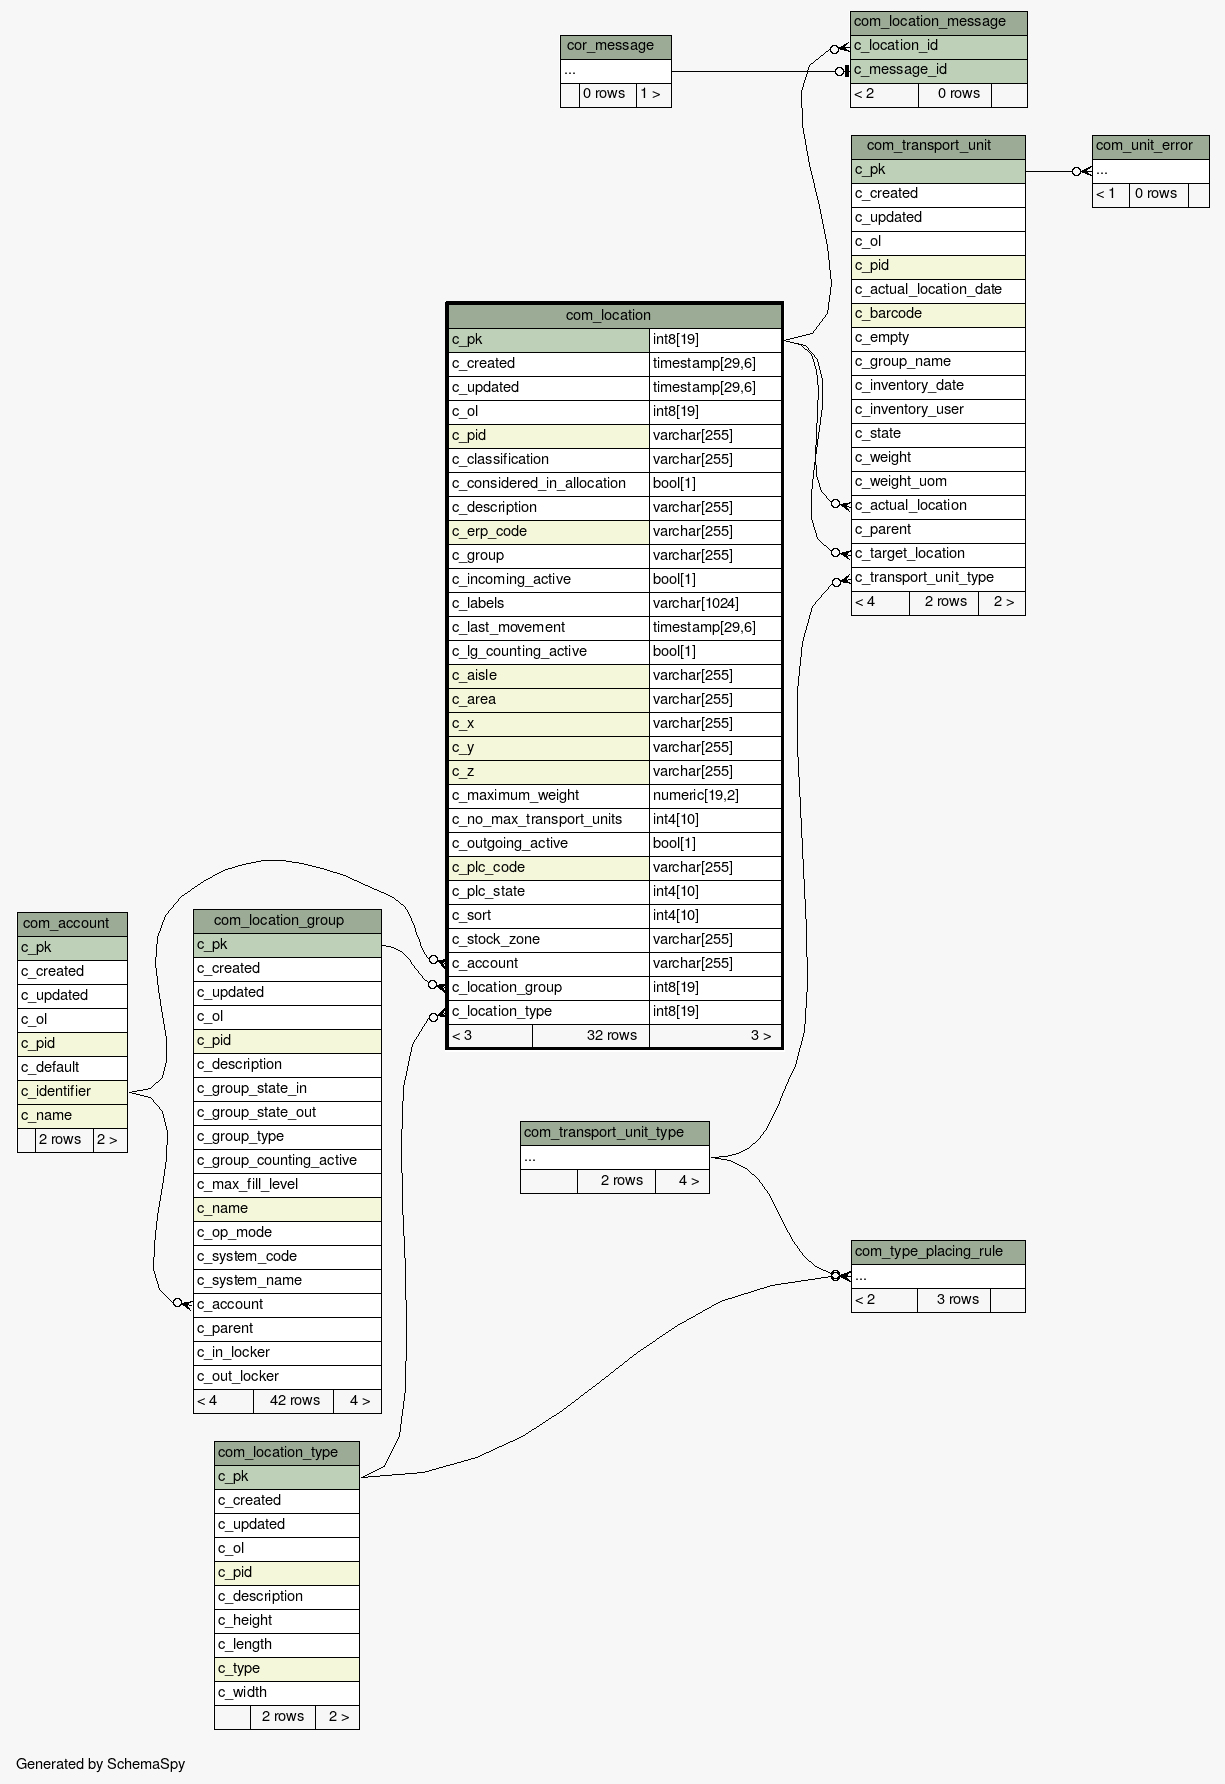 com_location_message
c_location_id
c_message_id
< 2 0 rows
cor_message
...
0 rows 1 >
com_transport_unit
c_pk
c_created
c_updated
c_ol
c_pid
c_actual_location_date
c_barcode
c_empty
c_group_name
c_inventory_date
c_inventory_user
c_state
c_weight
c_weight_uom
c_actual_location
c_parent
c_target_location
c_transport_unit_type
< 4 2 rows 2 >
com_unit_error
...
< 1 0 rows
com_location
c_pk int8[19]
c_created timestamp[29,6]
c_updated timestamp[29,6]
c_ol int8[19]
c_pid varchar[255]
c_classification varchar[255]
c_considered_in_allocation bool[1]
c_description varchar[255]
c_erp_code varchar[255]
c_group varchar[255]
c_incoming_active bool[1]
c_labels varchar[1024]
c_last_movement timestamp[29,6]
c_lg_counting_active bool[1]
c_aisle varchar[255]
c_area varchar[255]
c_x varchar[255]
c_y varchar[255]
c_z varchar[255]
c_maximum_weight numeric[19,2]
c_no_max_transport_units int4[10]
c_outgoing_active bool[1]
c_plc_code varchar[255]
c_plc_state int4[10]
c_sort int4[10]
c_stock_zone varchar[255]
c_account varchar[255]
c_location_group int8[19]
c_location_type int8[19]
< 3 32 rows 3 >
com_account
c_pk
c_created
c_updated
c_ol
c_pid
c_default
c_identifier
c_name
2 rows 2 >
com_location_group
c_pk
c_created
c_updated
c_ol
c_pid
c_description
c_group_state_in
c_group_state_out
c_group_type
c_group_counting_active
c_max_fill_level
c_name
c_op_mode
c_system_code
c_system_name
c_account
c_parent
c_in_locker
c_out_locker
< 4 42 rows 4 >
com_transport_unit_type
...
2 rows 4 >
com_type_placing_rule
...
< 2 3 rows
com_location_type
c_pk
c_created
c_updated
c_ol
c_pid
c_description
c_height
c_length
c_type
c_width
2 rows 2 >
Generated by SchemaSpy